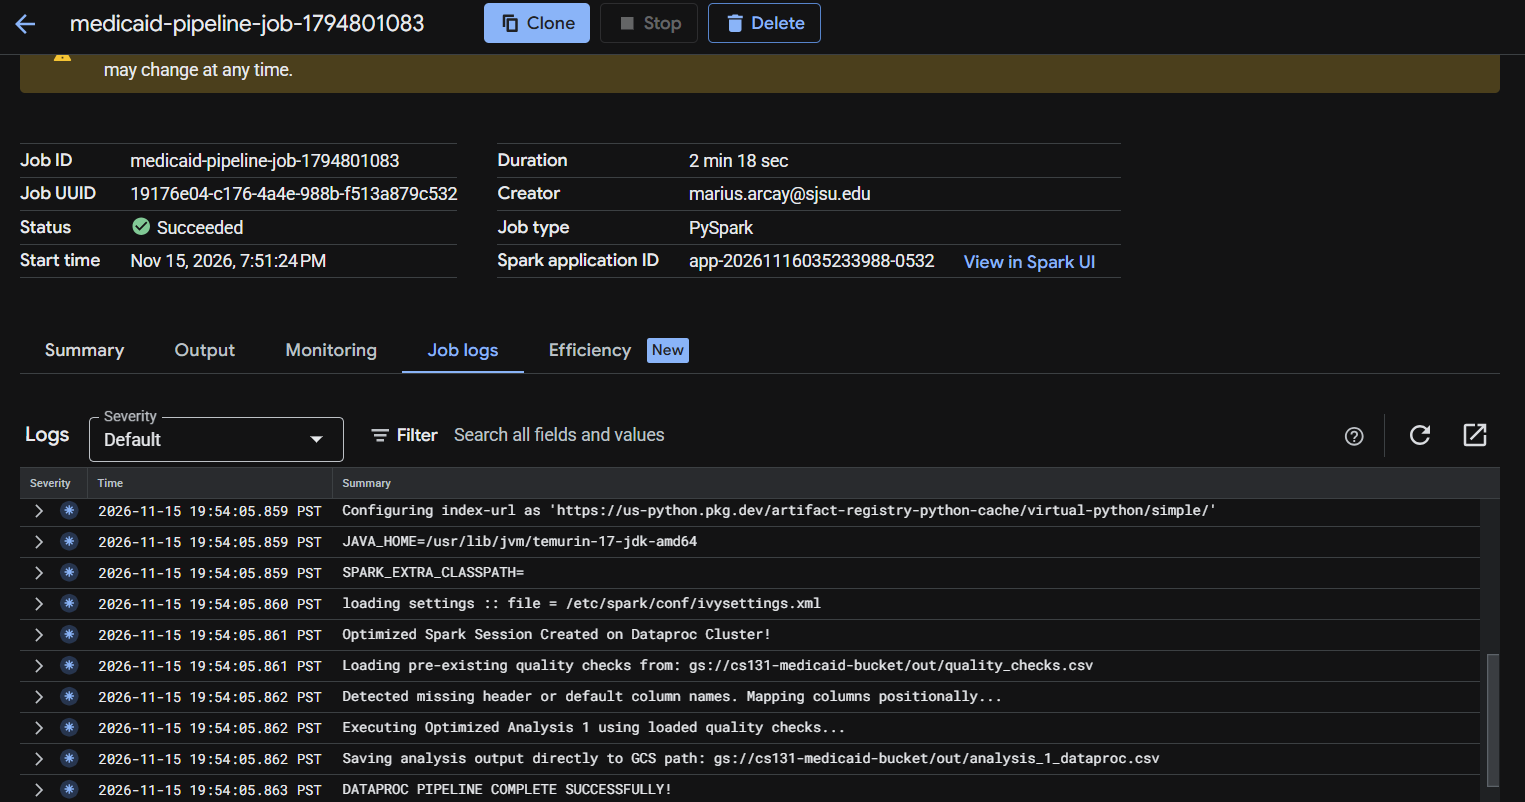 medicaid-pipeline-job-1794801083 Clone Stop Delete
may change at any time.
Job ID medicaid-pipeline-job-1794801083 Duration 2 min 18 sec
Job UUID 19176e04-c176-4a4e-988b-f513a879c532 Creator marius.arcay@sjsu.edu
Status Succeeded Job type PySpark
Start time Nov 15, 2026, 7:51:24 PM Spark application ID app-20261116035233988-0532 View in Spark UI
Summary Output Monitoring Job logs Efficiency New
Severity
Logs Default Filter Search all fields and values
Severity Time Summary
2026-11-15 19:54:05.859 PST Configuring index-url as 'https://us-python.pkg.dev/artifact-registry-python-cache/virtual-python/simple/'
2026-11-15 19:54:05.859 PST JAVA_HOME=/usr/lib/jvm/temurin-17-jdk-amd64
2026-11-15 19:54:05.859 PST SPARK_EXTRA_CLASSPATH=
2026-11-15 19:54:05.860 PST loading settings :: file = /etc/spark/conf/ivysettings.xml
2026-11-15 19:54:05.861 PST Optimized Spark Session Created on Dataproc Cluster!
2026-11-15 19:54:05.861 PST Loading pre-existing quality checks from: gs://cs131-medicaid-bucket/out/quality_checks.csv
2026-11-15 19:54:05.862 PST Detected missing header or default column names. Mapping columns positionally...
2026-11-15 19:54:05.862 PST Executing Optimized Analysis 1 using loaded quality checks...
2026-11-15 19:54:05.862 PST Saving analysis output directly to GCS path: gs://cs131-medicaid-bucket/out/analysis_1_dataproc.csv
2026-11-15 19:54:05.863 PST DATAPROC PIPELINE COMPLETE SUCCESSFULLY!